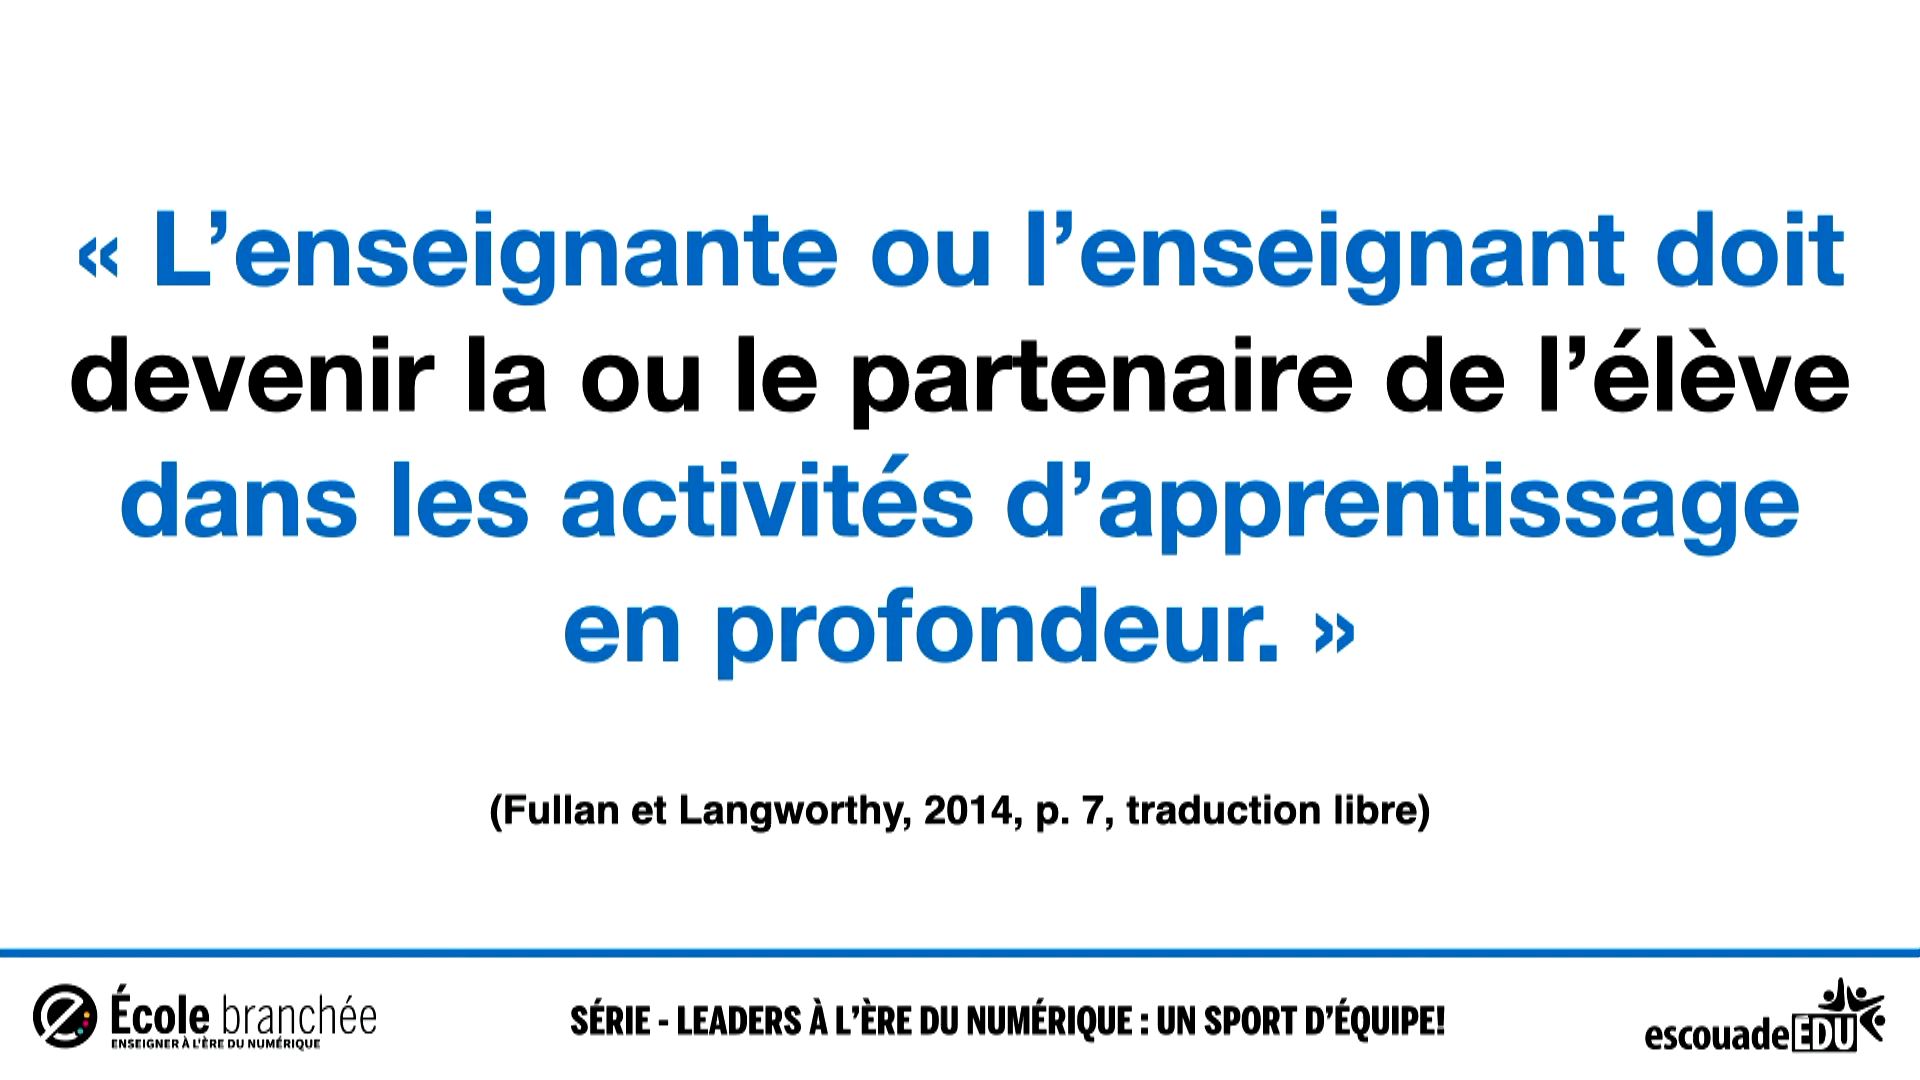 « L’enseignante ou l’enseignant doit
devenir la ou le partenaire de l’élève
dans les activités d’apprentissage
en profondeur. »
(Fullan et Langworthy, 2014, p. 7, traduction libre)
École branchée
ENSEIGNER À L'ÈRE DU NUMÉRIQUE
SÉRIE - LEADERS À L’ÈRE DU NUMÉRIQUE : UN SPORT D’ÉQUIPE!
escouadeEDU